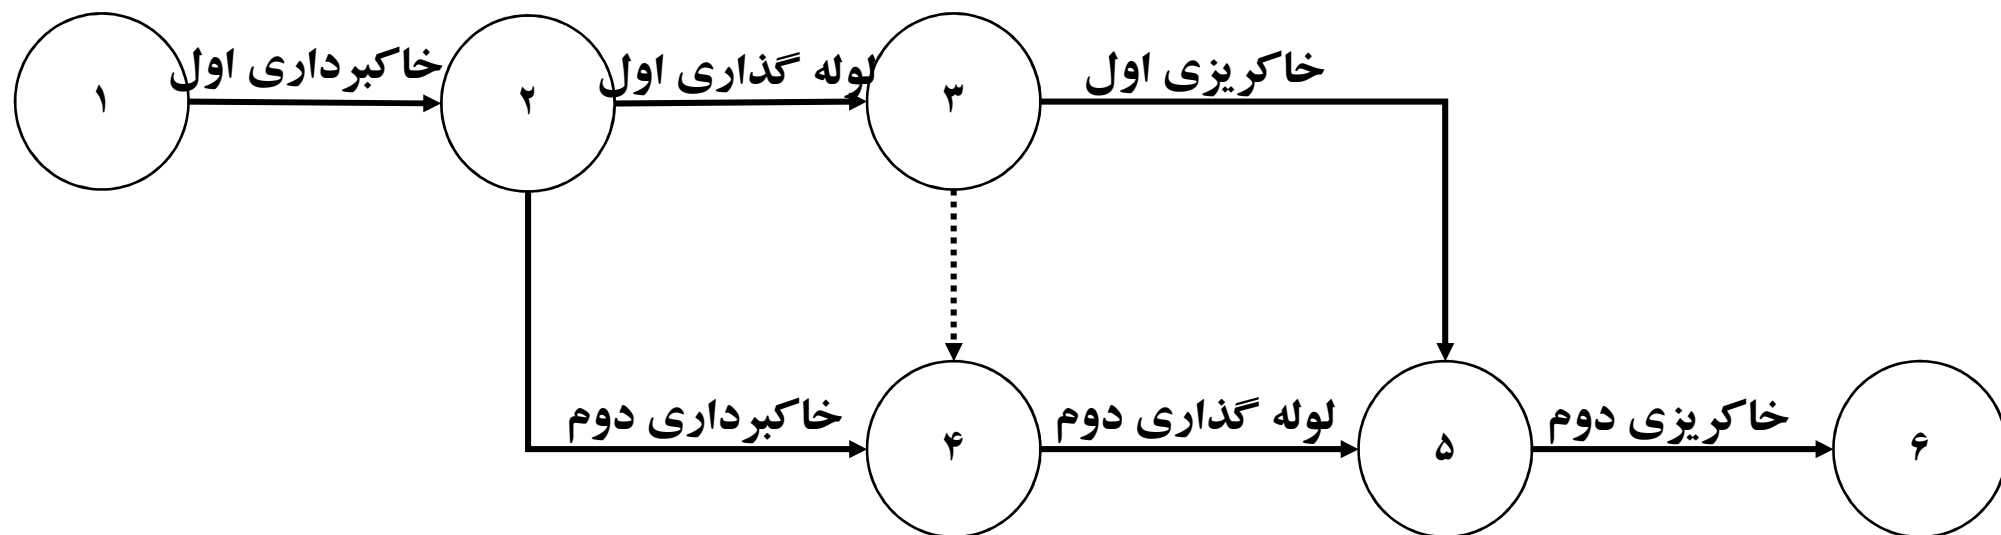 ۱
خاکبرداری اول
۲
لوله گذاری اول
۳
خاکریزی اول
خاکبرداری دوم
۴
لوله گذاری دوم
۵
خاکریزی دوم
۶